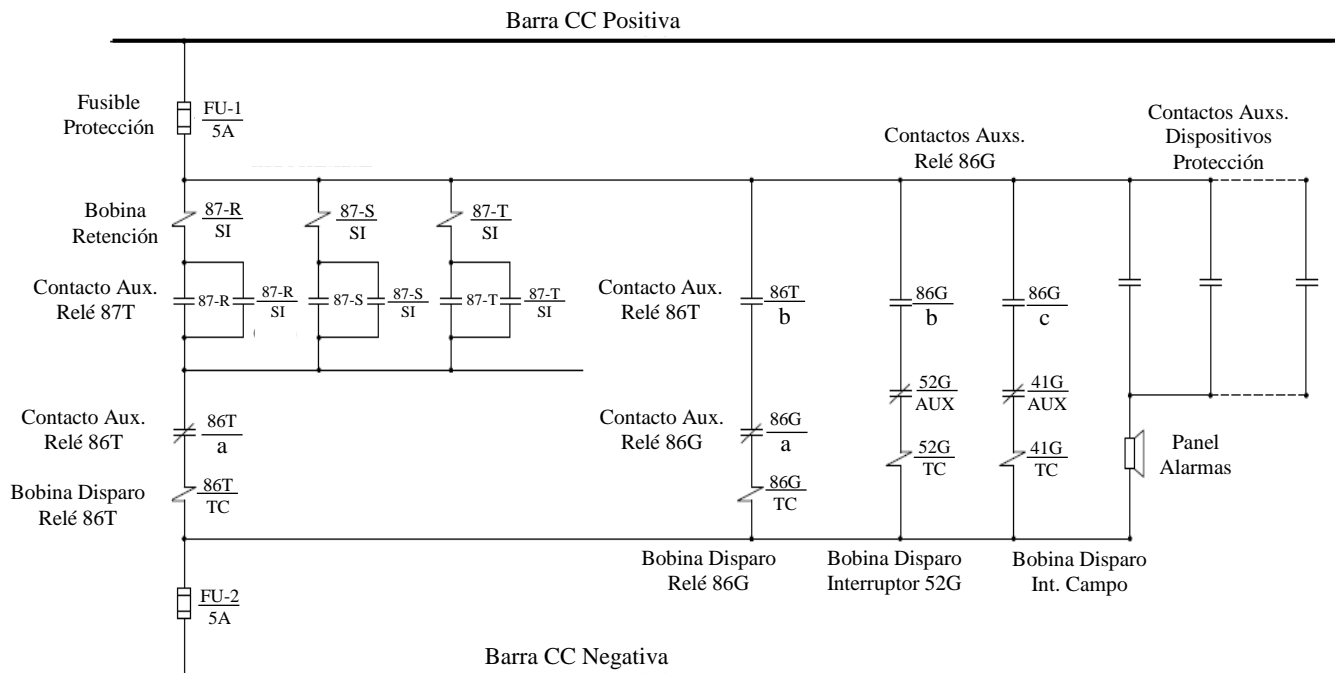 Barra CC Positiva
Fusible
Protección
FU-1
5A
Contactos Auxs.
Relé 86G
Contactos Auxs.
Dispositivos
Protección
Bobina
Retención
87-R
SI
87-S
SI
87-T
SI
Contacto Aux.
Relé 87T
87-R
87-R
SI
87-S
87-S
SI
87-T
87-T
SI
Contacto Aux.
Relé 86T
86T
b
86G
b
86G
c
Contacto Aux.
Relé 86T
86T
a
Contacto Aux.
Relé 86G
86G
a
52G
AUX
41G
AUX
52G
TC
41G
TC
Panel
Alarmas
Bobina Disparo
Relé 86T
86T
TC
86G
TC
Bobina Disparo
Relé 86G
Bobina Disparo
Interruptor 52G
Bobina Disparo
Int. Campo
FU-2
5A
Barra CC Negativa